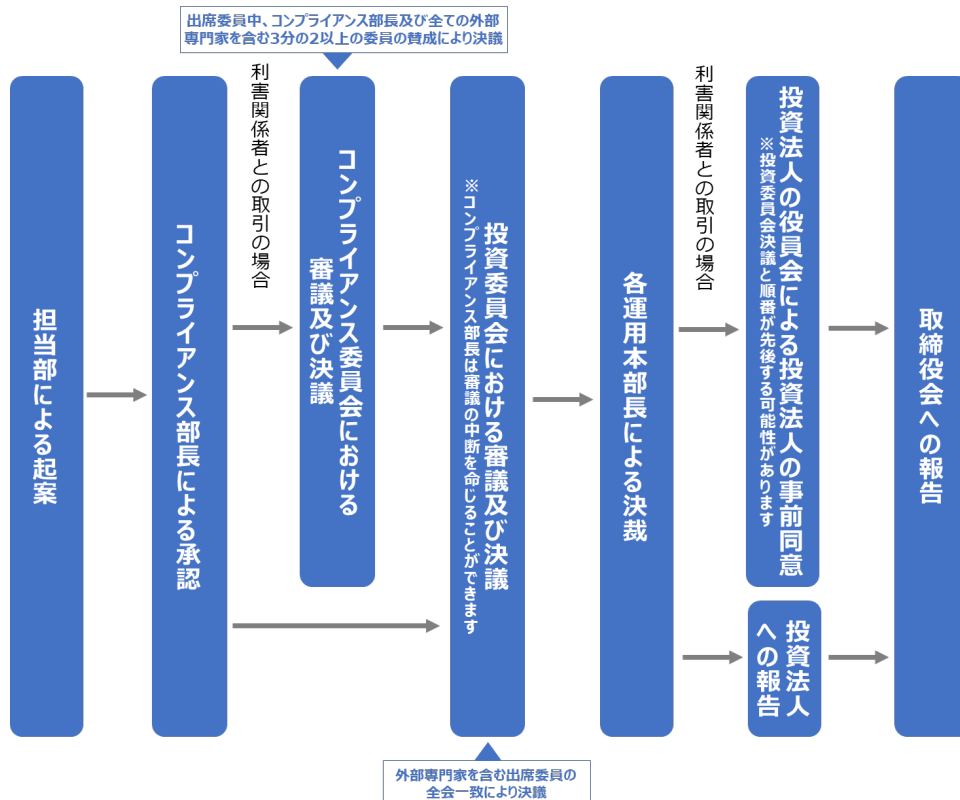 出席委員中、コンプライアンス部長及び全ての外部
専門家を含む3分の2以上の委員の賛成により決議
担当部による起案
コンプライアンス部長による承認
利害関係者との取引の場合
コンプライアンス委員会における
審議及び決議
投資委員会における審議及び決議
※コンプライアンス部長は審議の中断を命じることができます
各運用本部長による決裁
利害関係者との取引の場合
投資法人の役員会による投資法人の事前同意
※投資委員会決議と順番が先後する可能性があります
投資法人
への報告
取締役会への報告
外部専門家を含む出席委員の
全会一致により決議